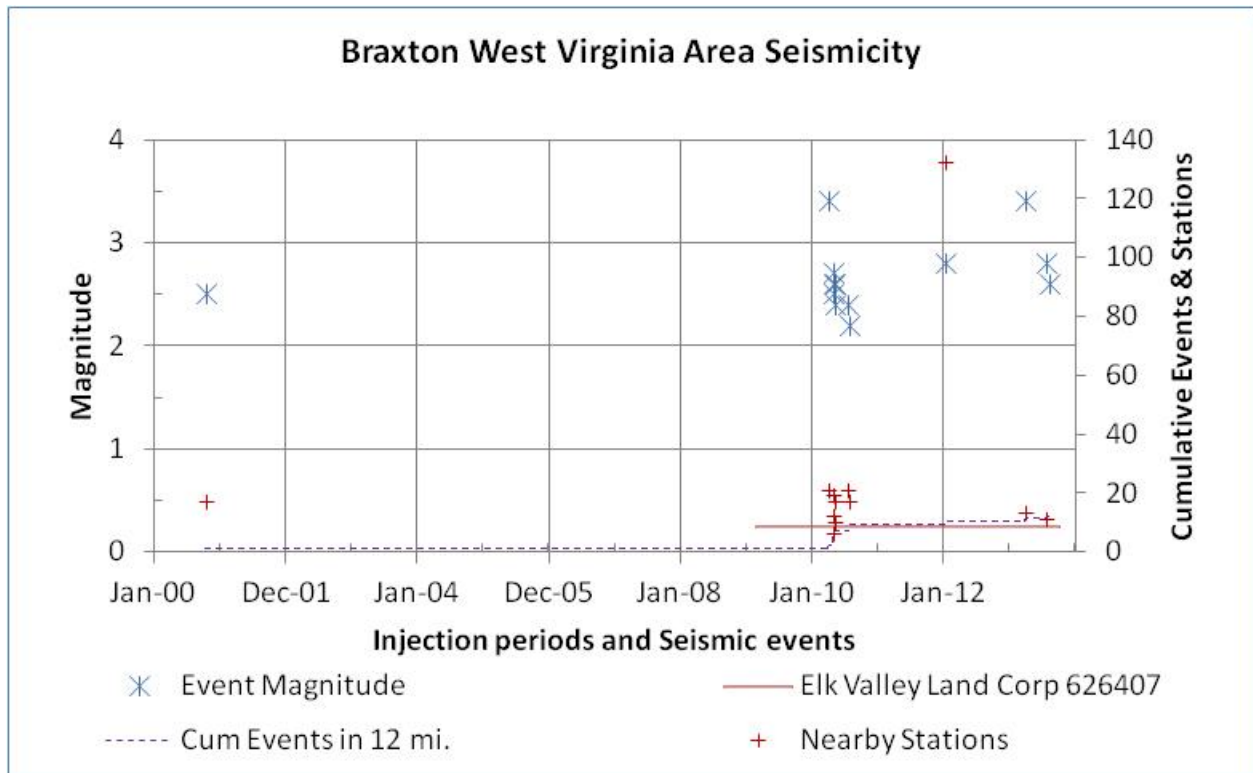 Braxton West Virginia Area Seismicity
4
3
2
1
0
Magnitude
140
120
100
80
60
40
20
0
Cumulative Events & Stations
Jan-00 Dec-01 Jan-04 Dec-05 Jan-08 Jan-10 Jan-12
Injection periods and Seismic events
Event Magnitude Elk Valley Land Corp 626407
Cum Events in 12 mi. Nearby Stations